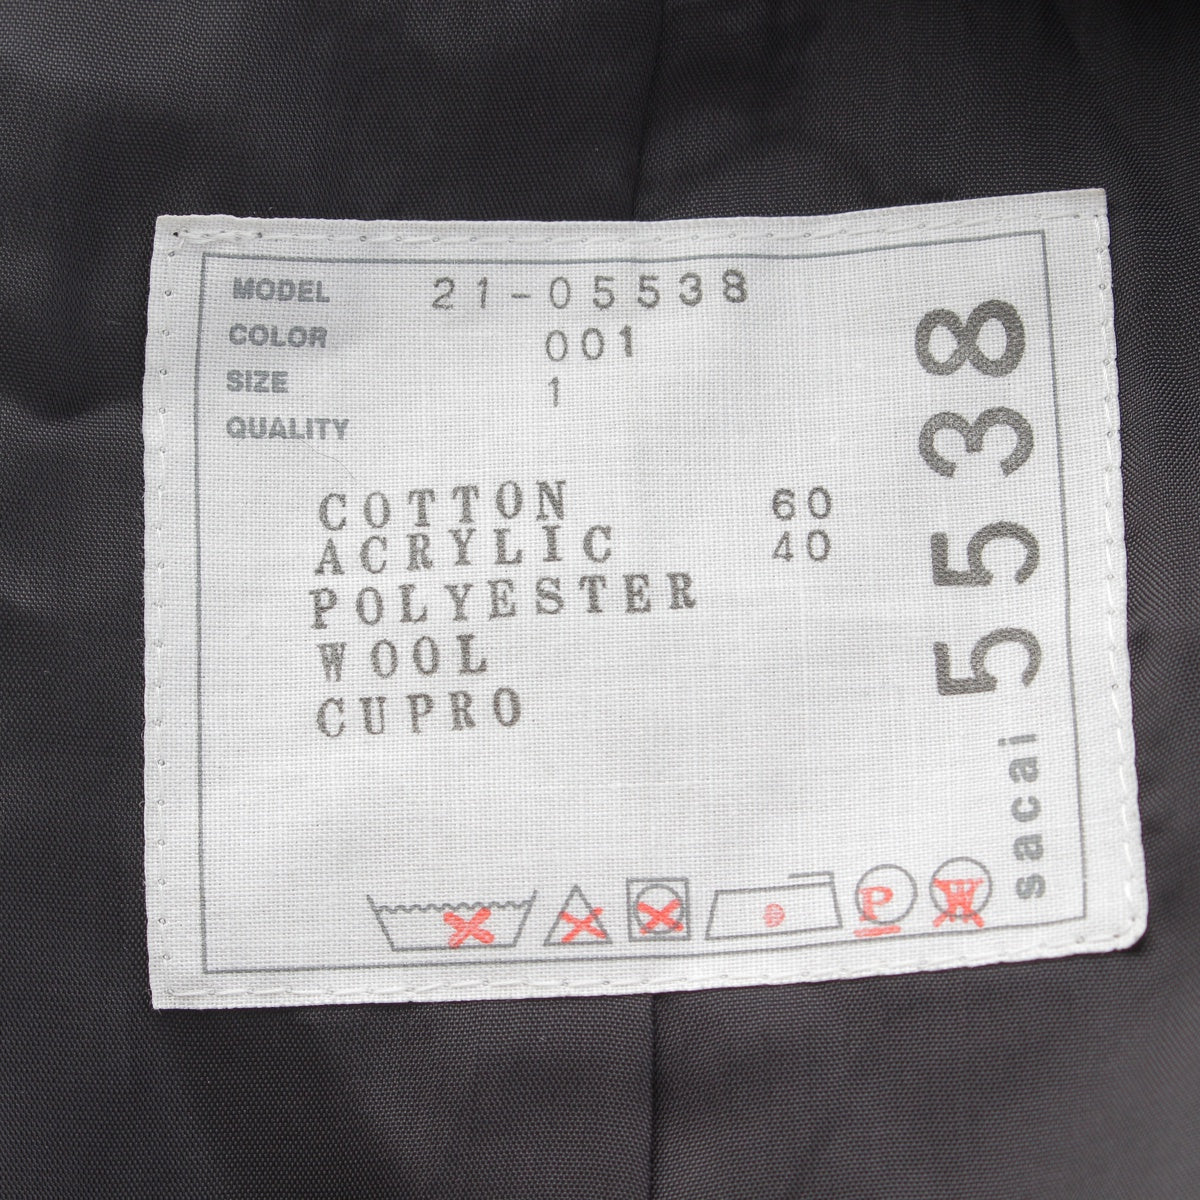 MODEL 21-05538
COLOR 001
SIZE 1
QUALITY
COTTON 60
ACRYLIC 40
POLYESTER
WOOL
CUPRO
P
W
sacai 5538